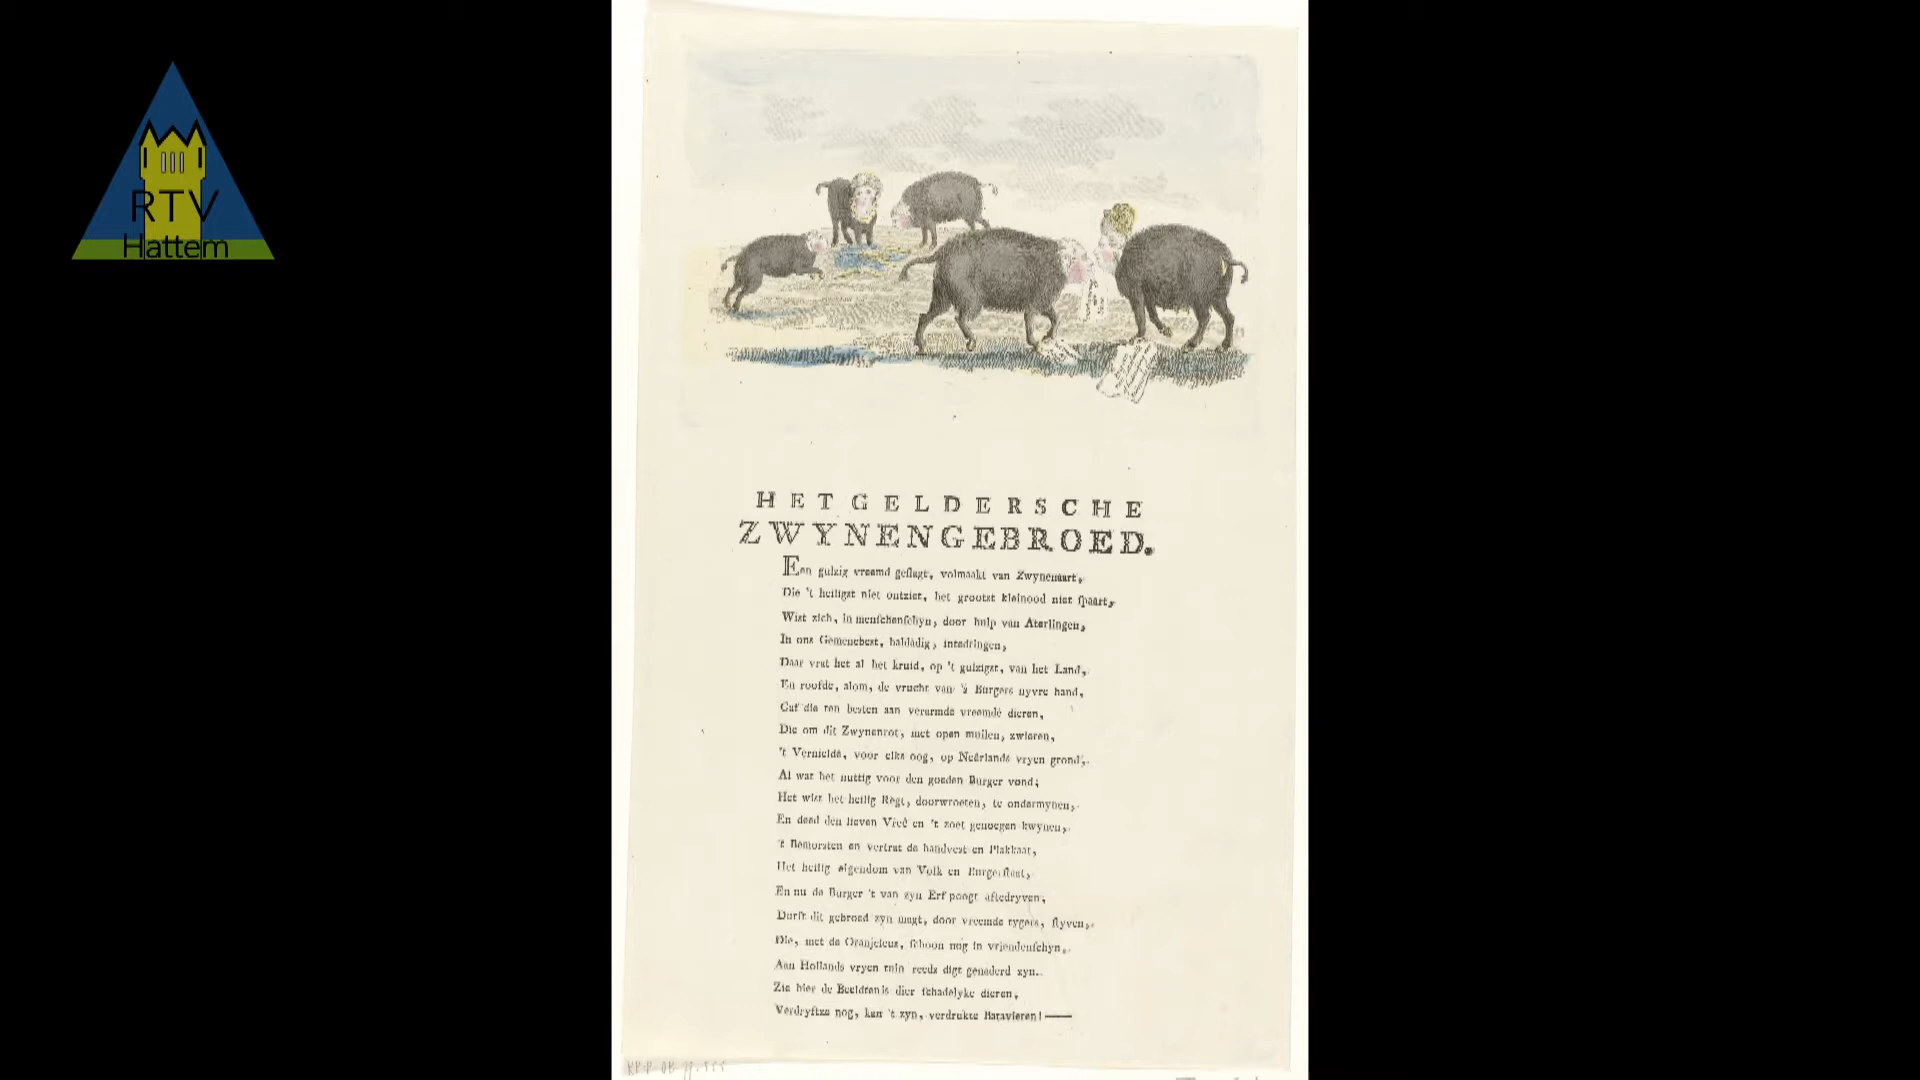 RTV
Hattem
HET GELDERSCHE
ZWYNENGEBROED.
Een gulzig vreemd geslagt, volmaakt van Zwynenaart,
Die 't heiligst niet ontziet, het grootst kleinood niet spaart,
Wist zich, in menschenschyn, door hulp van Aterlingen,
In ons Gemenebest, baldadig, intedringen,
Daar vrat het al het kruid, op 't gulzigst, van het Land,
En roofde, alom, de vrucht van 's Burgers nyvre hand,
Gaf die ten besten aan verarmde vreemde dieren,
Die om dit Zwynenrot, met open muilen, zwieren,
't Vernielde, voor elks oog, op Neêrlands vryen grond,
Al wat het nuttig voor den goeden Burger vond;
Het wist het heilig Regt, doorwroeten, te ondermynen,
En deed den lieven Vreê en 't zoet genoegen kwynen,
't Bemorsten en vertrat de handvest en Plakkaat,
Het heilig eigendom van Volk en Burgerstaat,
En nu de Burger 't van zyn Erf poogt aftedryven,
Durft dit gebroed zyn magt, door vreemde tygers, styven,
Die, met de Oranjeleus, schoon nog in vriendenschyn,
Aan Hollands vryen tuin reeds digt genaderd zyn.
Zie hier de Beeldtenis dier schadelyke dieren,
Verdryftze nog, kan 't zyn, verdrukte Batavieren! —